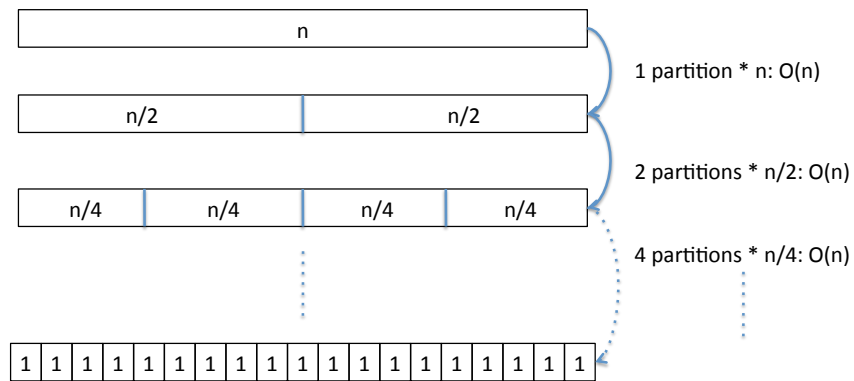 n
1 partition * n: O(n)
n/2 n/2
2 partitions * n/2: O(n)
n/4 n/4 n/4 n/4
4 partitions * n/4: O(n)
1 1 1 1 1 1 1 1 1 1 1 1 1 1 1 1 1 1 1